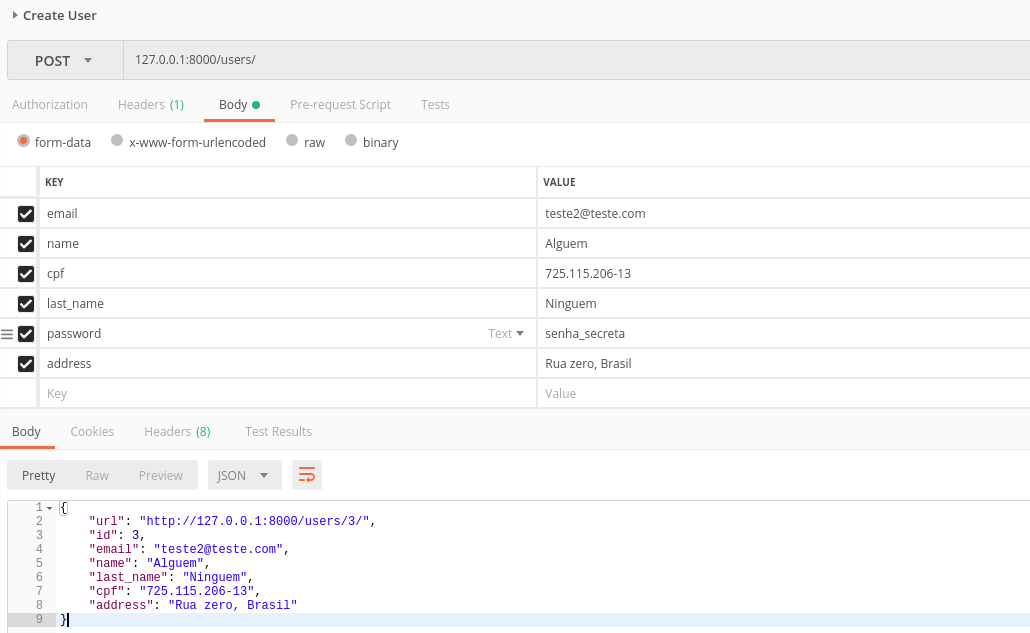 Create User
POST 127.0.0.1:8000/users/
Authorization Headers (1) Body Pre-request Script Tests
form-data x-www-form-urlencoded raw binary
KEY VALUE
email teste2@teste.com
name Alguem
cpf 725.115.206-13
last_name Ninguem
password Text senha_secreta
address Rua zero, Brasil
Key Value
Body Cookies Headers (8) Test Results
Pretty Raw Preview JSON
1 {
2 "url": "http://127.0.0.1:8000/users/3/",
3 "id": 3,
4 "email": "teste2@teste.com",
5 "name": "Alguem",
6 "last_name": "Ninguem",
7 "cpf": "725.115.206-13",
8 "address": "Rua zero, Brasil"
9 }